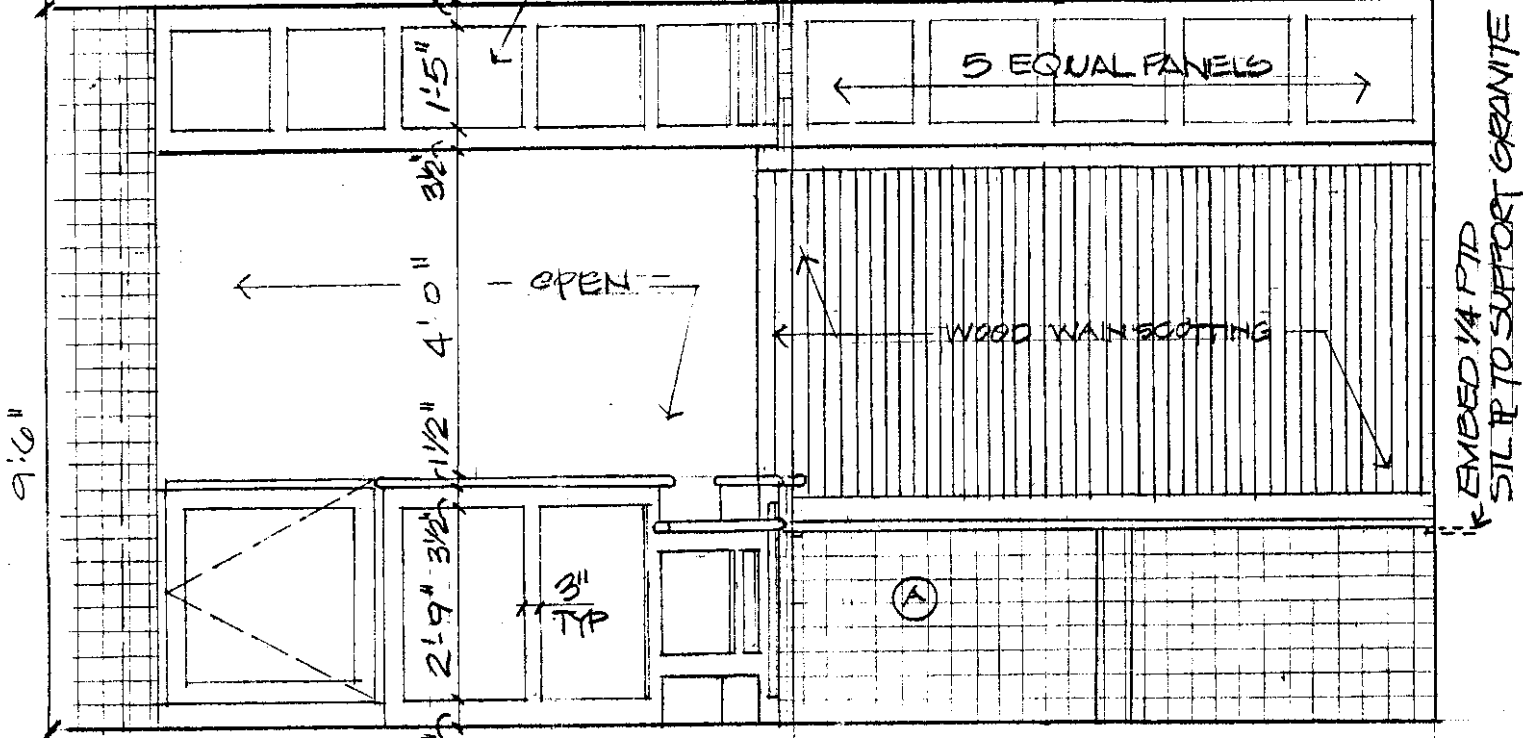 5 EQUAL PANELS
1'-5"
3½"
4'0"
OPEN
WOOD WAINSCOTTING
1½"
9'6"
3½"
2'-9"
3"
TYP
A
EMBED 1/4 PTD
STL PL TO SUPPORT GRANITE